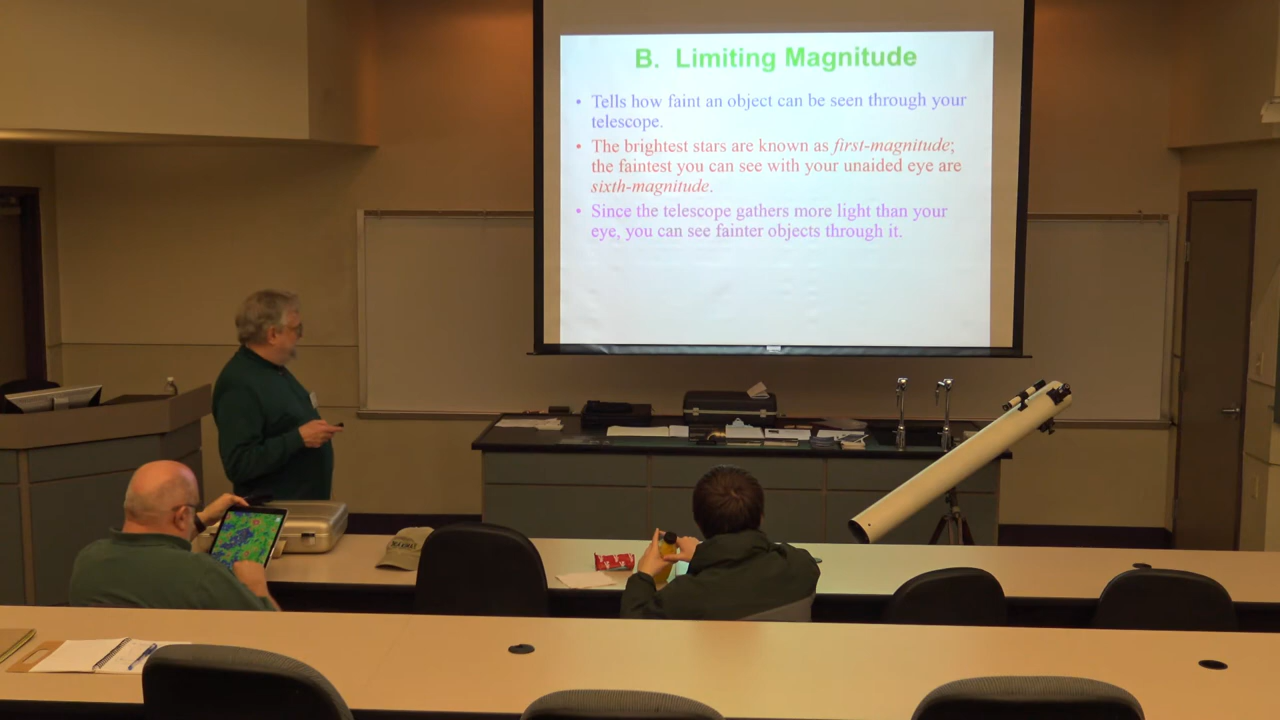 B. Limiting Magnitude
• Tells how faint an object can be seen through your
telescope.
• The brightest stars are known as first-magnitude;
the faintest you can see with your unaided eye are
sixth-magnitude.
• Since the telescope gathers more light than your
eye, you can see fainter objects through it.